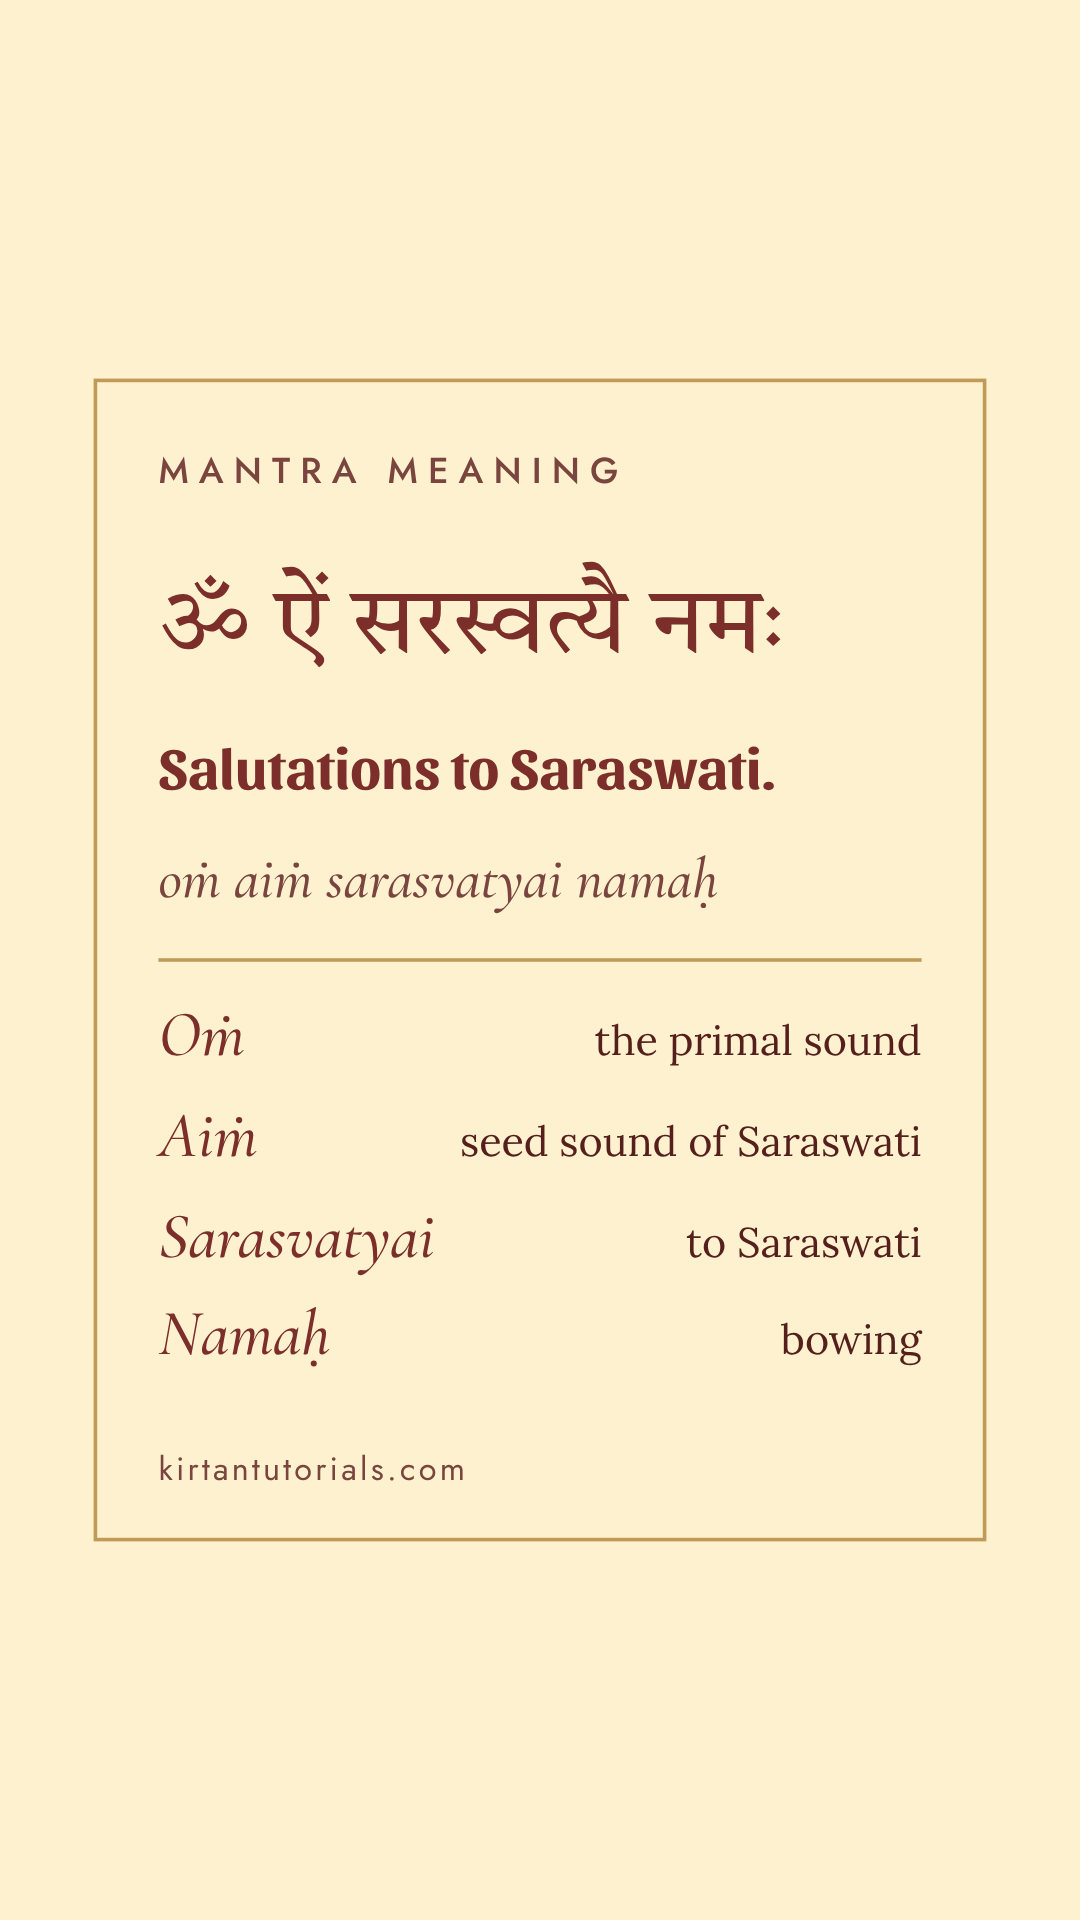 MANTRA MEANING
ॐ ऐं सरस्वत्यै नमः
Salutations to Saraswati.
oṁ aiṁ sarasvatyai namaḥ
Oṁ the primal sound
Aiṁ seed sound of Saraswati
Sarasvatyai to Saraswati
Namaḥ bowing
kirtantutorials.com